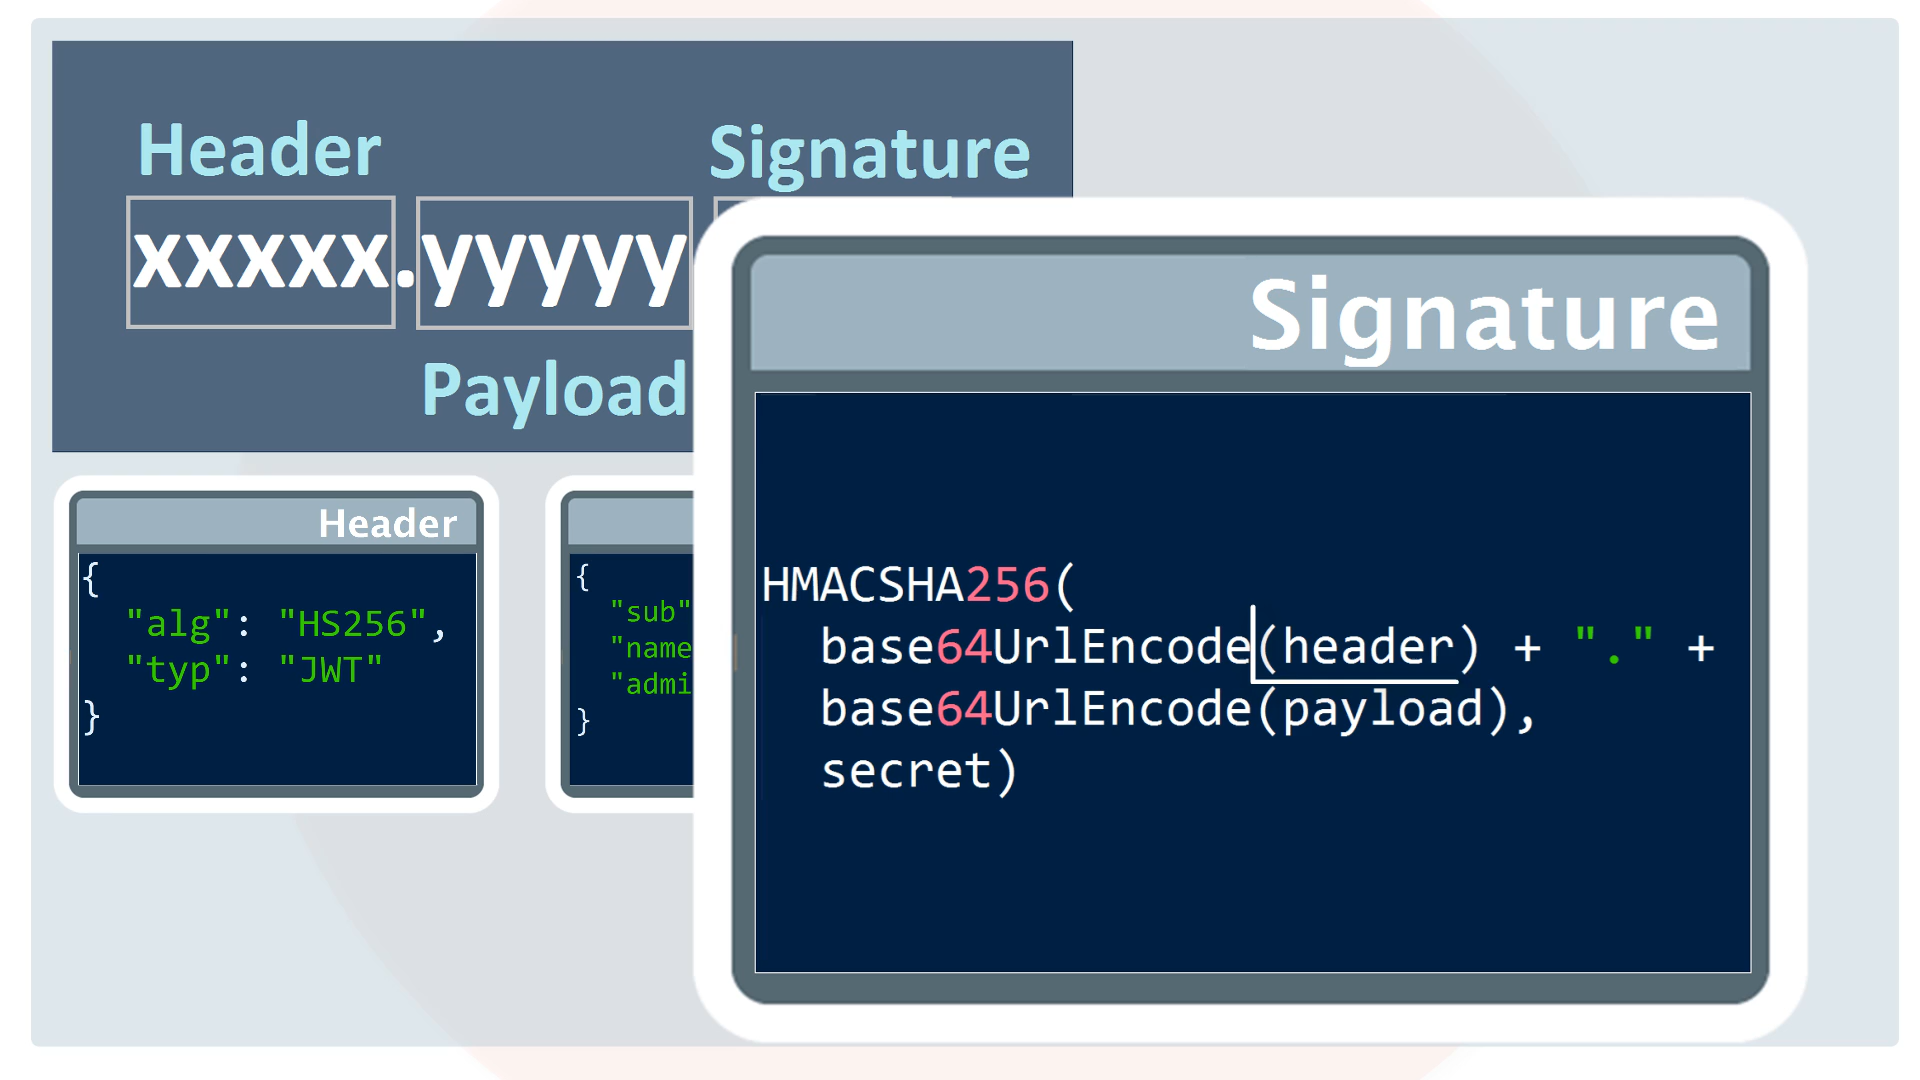 Header
Signature
xxxxx.yyyyy
Payload
Header
{
"alg": "HS256",
"typ": "JWT"
}
{
"sub"
"name
"admi
}
Signature
HMACSHA256(
base64UrlEncode(header) + "." +
base64UrlEncode(payload),
secret)